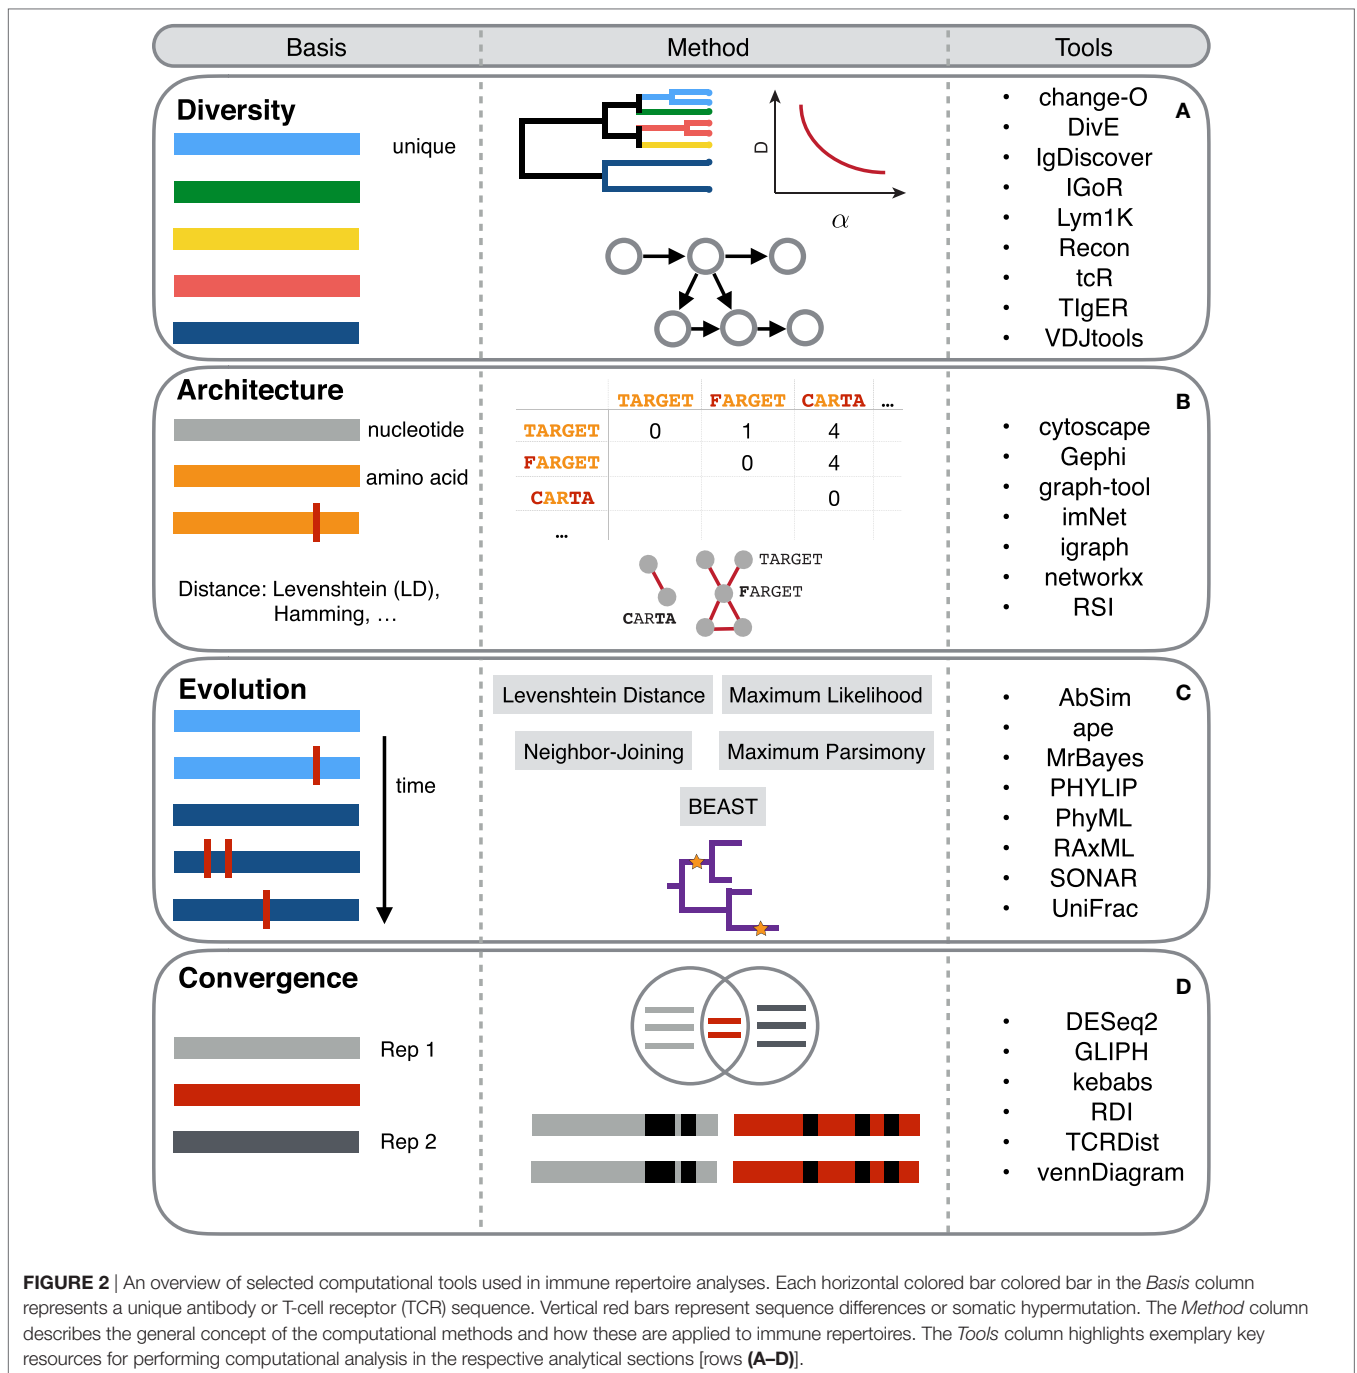 Basis Method Tools
Diversity
A
unique
D
α
• change-O
• DivE
• IgDiscover
• IGoR
• Lym1K
• Recon
• tcR
• TIgER
• VDJtools
Architecture
B
nucleotide
amino acid
Distance: Levenshtein (LD),
Hamming, …
TARGET FARGET CARTA ...
TARGET 0 1 4
FARGET 0 4
CARTA 0
...
TARGET
FARGET
CARTA
• cytoscape
• Gephi
• graph-tool
• imNet
• igraph
• networkx
• RSI
Evolution
C
time
Levenshtein Distance Maximum Likelihood
Neighbor-Joining Maximum Parsimony
BEAST
• AbSim
• ape
• MrBayes
• PHYLIP
• PhyML
• RAxML
• SONAR
• UniFrac
Convergence
D
Rep 1
Rep 2
• DESeq2
• GLIPH
• kebabs
• RDI
• TCRDist
• vennDiagram
FIGURE 2 | An overview of selected computational tools used in immune repertoire analyses. Each horizontal colored bar colored bar in the Basis column
represents a unique antibody or T-cell receptor (TCR) sequence. Vertical red bars represent sequence differences or somatic hypermutation. The Method column
describes the general concept of the computational methods and how these are applied to immune repertoires. The Tools column highlights exemplary key
resources for performing computational analysis in the respective analytical sections [rows (A–D)].